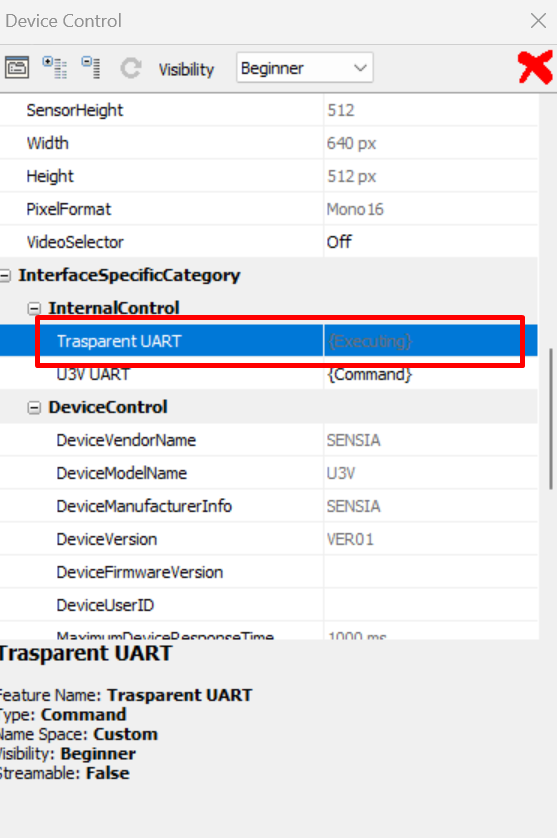 Device Control
Visibility Beginner
SensorHeight 512
Width 640 px
Height 512 px
PixelFormat Mono16
VideoSelector Off
InterfaceSpecificCategory
InternalControl
Trasparent UART {Executing}
U3V UART {Command}
DeviceControl
DeviceVendorName SENSIA
DeviceModelName U3V
DeviceManufacturerInfo SENSIA
DeviceVersion VER01
DeviceFirmwareVersion
DeviceUserID
MaximumDeviceResponseTime 1000 ms
Trasparent UART
Feature Name: Trasparent UART
Type: Command
Name Space: Custom
Visibility: Beginner
Streamable: False